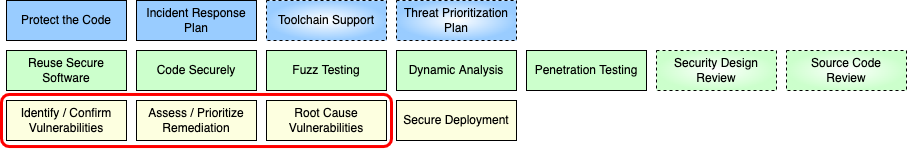 Protect the Code
Incident Response
Plan
Toolchain Support
Threat Prioritization
Plan
Reuse Secure
Software
Code Securely
Fuzz Testing
Dynamic Analysis
Penetration Testing
Security Design
Review
Source Code
Review
Identify / Confirm
Vulnerabilities
Assess / Prioritize
Remediation
Root Cause
Vulnerabilities
Secure Deployment